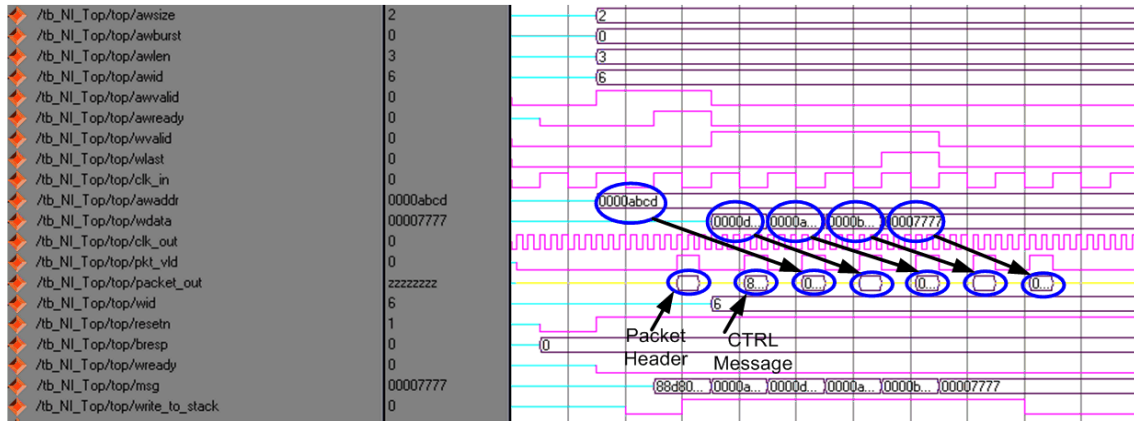 /tb_NI_Top/top/awsize 2 2
/tb_NI_Top/top/awburst 0 0
/tb_NI_Top/top/awlen 3 3
/tb_NI_Top/top/awid 6 6
/tb_NI_Top/top/awvalid 0
/tb_NI_Top/top/awready 0
/tb_NI_Top/top/wvalid 0
/tb_NI_Top/top/wlast 0
/tb_NI_Top/top/clk_in 0
/tb_NI_Top/top/awaddr 0000abcd 0000abcd
/tb_NI_Top/top/wdata 00007777 0000d... 0000a... 0000b... 00007777
/tb_NI_Top/top/clk_out 0
/tb_NI_Top/top/pkt_vld 0
/tb_NI_Top/top/packet_out zzzzzzzz 8... 0... 0... 0...
/tb_NI_Top/top/wid 6 6
/tb_NI_Top/top/resetn 1
/tb_NI_Top/top/bresp 0 0
/tb_NI_Top/top/wready 0
/tb_NI_Top/top/msg 00007777 88d80... 0000a... 0000d... 0000a... 0000b... 00007777
/tb_NI_Top/top/write_to_stack 0
Packet
Header
CTRL
Message